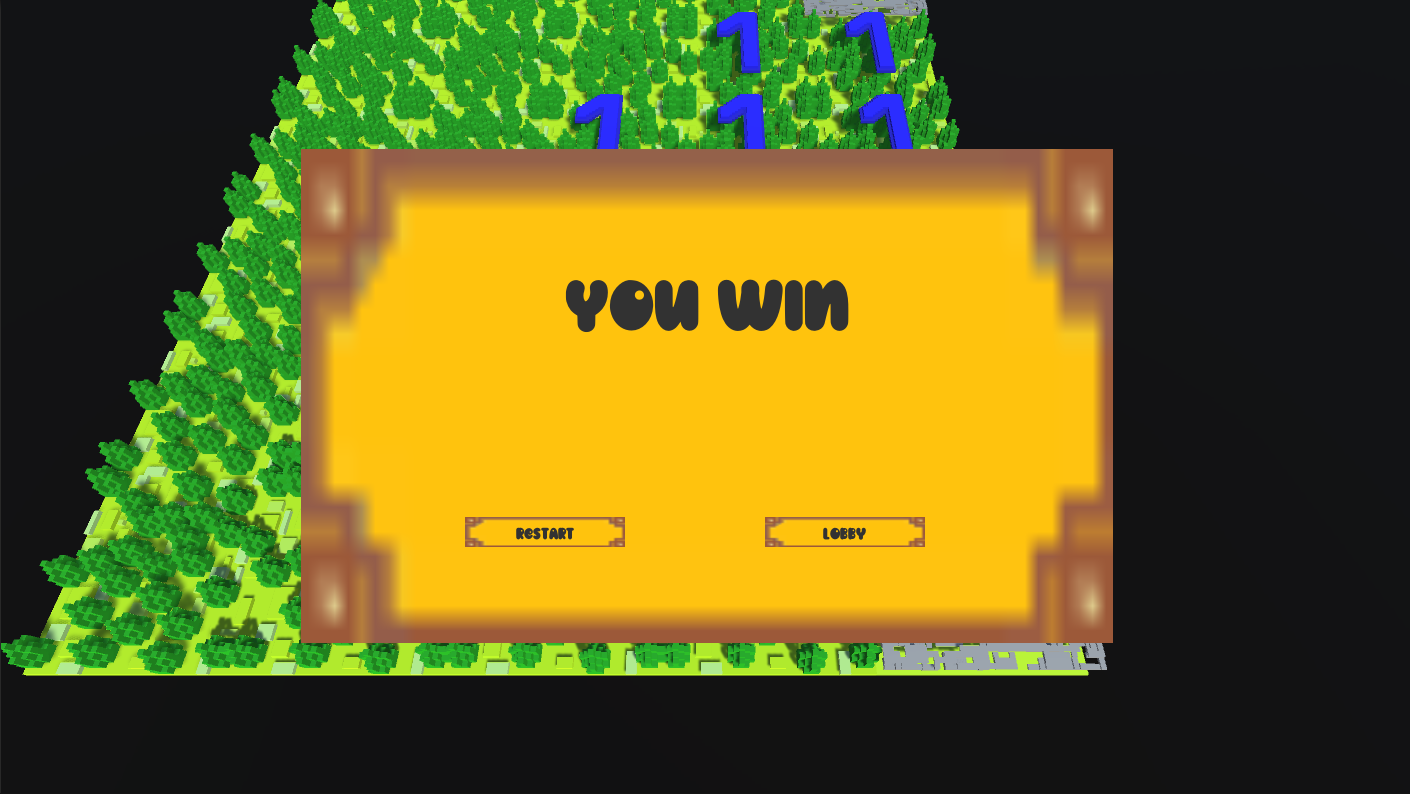 1 1
1 1 1
YOU WIN
RESTART LOBBY